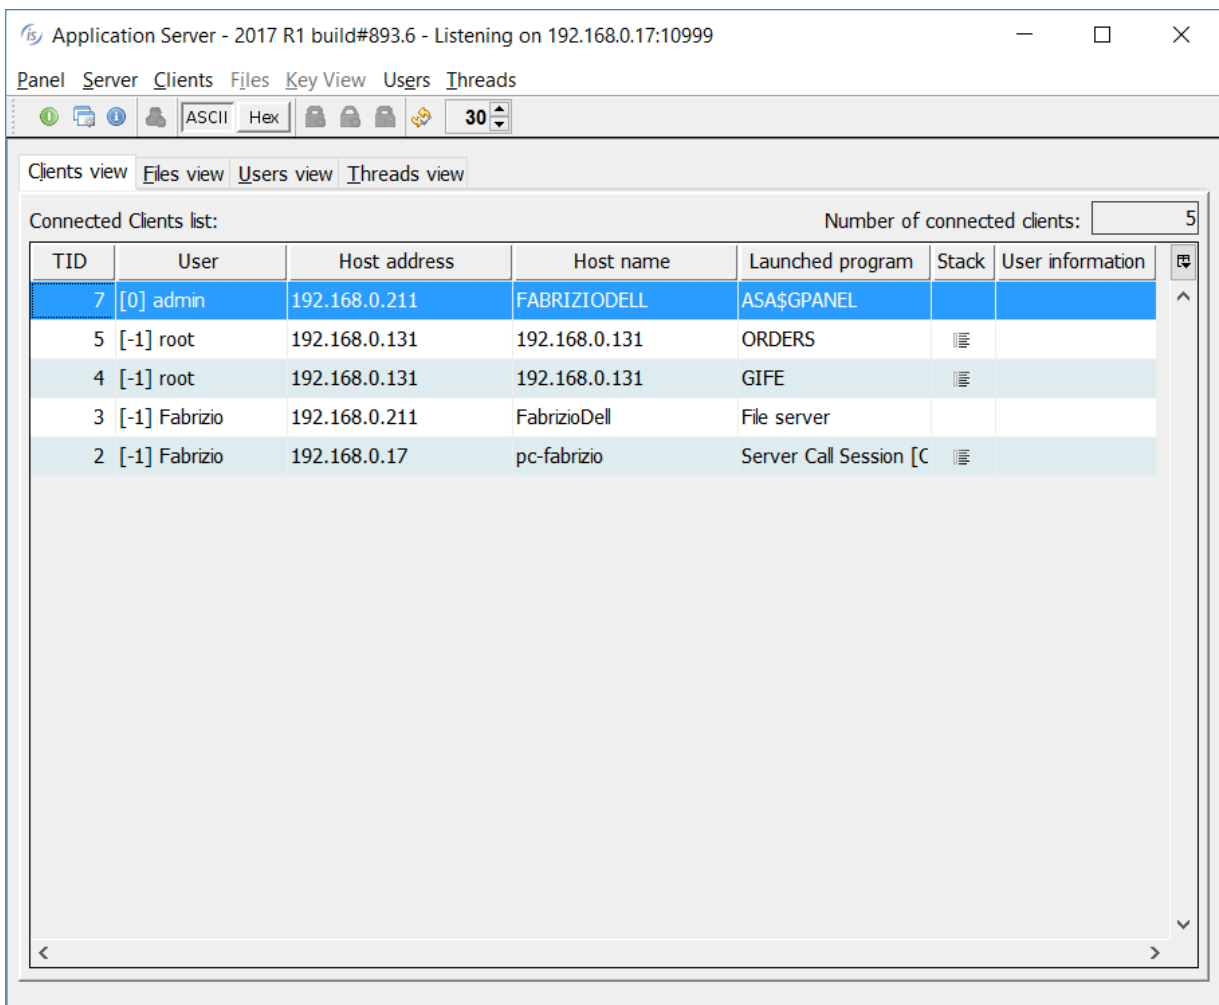 Application Server - 2017 R1 build#893.6 - Listening on 192.168.0.17:10999
Panel Server Clients Files Key View Users Threads
ASCII Hex 30
Clients view Files view Users view Threads view
Connected Clients list: Number of connected clients: 5
TID User Host address Host name Launched program Stack User information
7 [0] admin 192.168.0.211 FABRIZIODELL ASA$GPANEL
5 [-1] root 192.168.0.131 192.168.0.131 ORDERS
4 [-1] root 192.168.0.131 192.168.0.131 GIFE
3 [-1] Fabrizio 192.168.0.211 FabrizioDell File server
2 [-1] Fabrizio 192.168.0.17 pc-fabrizio Server Call Session [C